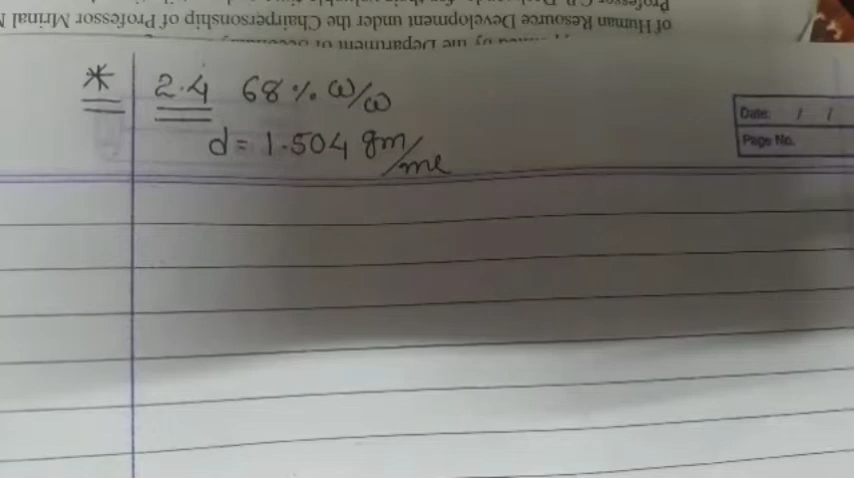 of Human Resource Development under the Chairpersonship of Professor Mrinal
* 2.4 68% w/w
d = 1.504 gm/ml
Date: / /
Page No.